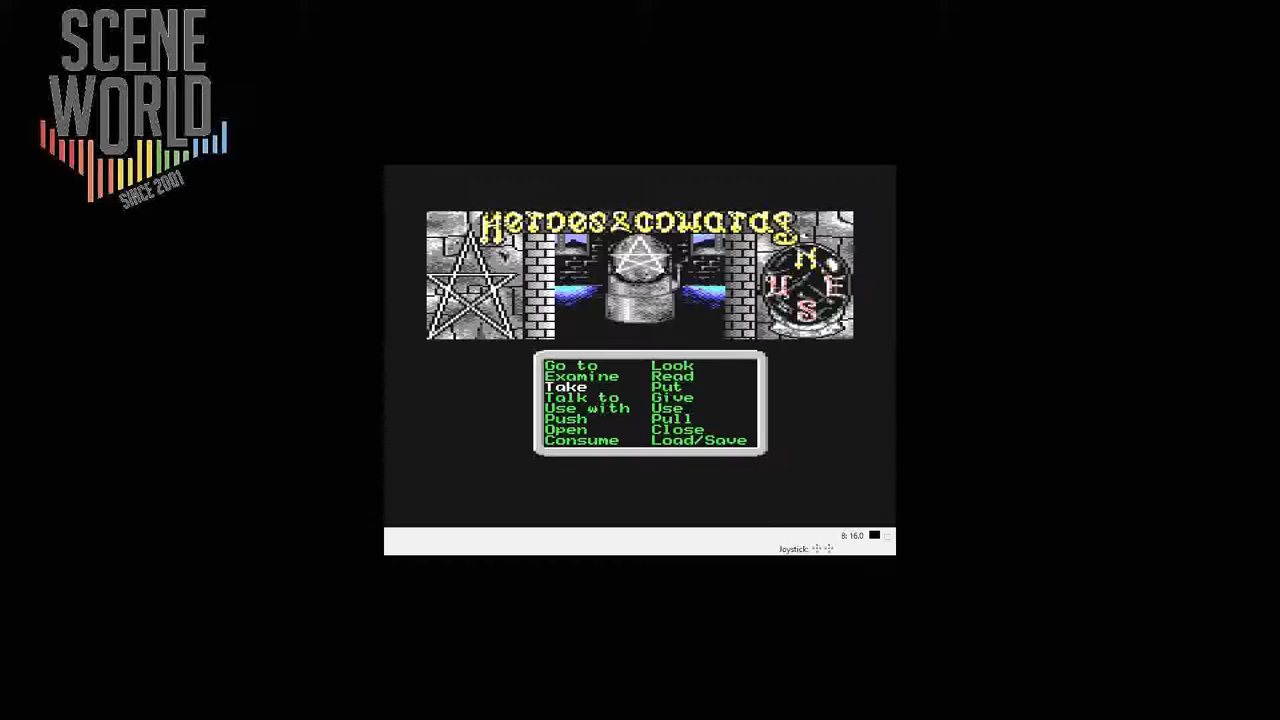 SCENE
WORLD
SINCE 2001
Heroes&Cowards
N
W E
S
Go to Look
Examine Read
Take Put
Talk to Give
Use with Use
Push Pull
Open Close
Consume Load/Save
8: 16.0
Joystick: